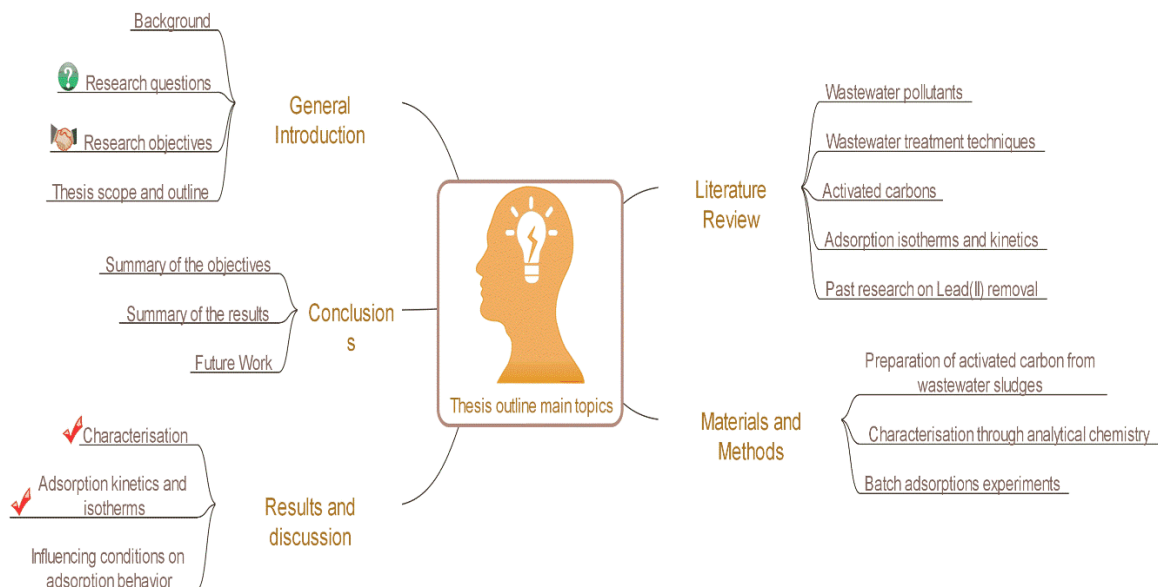 Background
Research questions
Research objectives
Thesis scope and outline
General
Introduction
Summary of the objectives
Summary of the results
Future Work
Conclusion
s
Characterisation
Adsorption kinetics and
isotherms
Influencing conditions on
adsorption behavior
Results and
discussion
Thesis outline main topics
Literature
Review
Wastewater pollutants
Wastewater treatment techniques
Activated carbons
Adsorption isotherms and kinetics
Past research on Lead(II) removal
Materials and
Methods
Preparation of activated carbon from
wastewater sludges
Characterisation through analytical chemistry
Batch adsorptions experiments